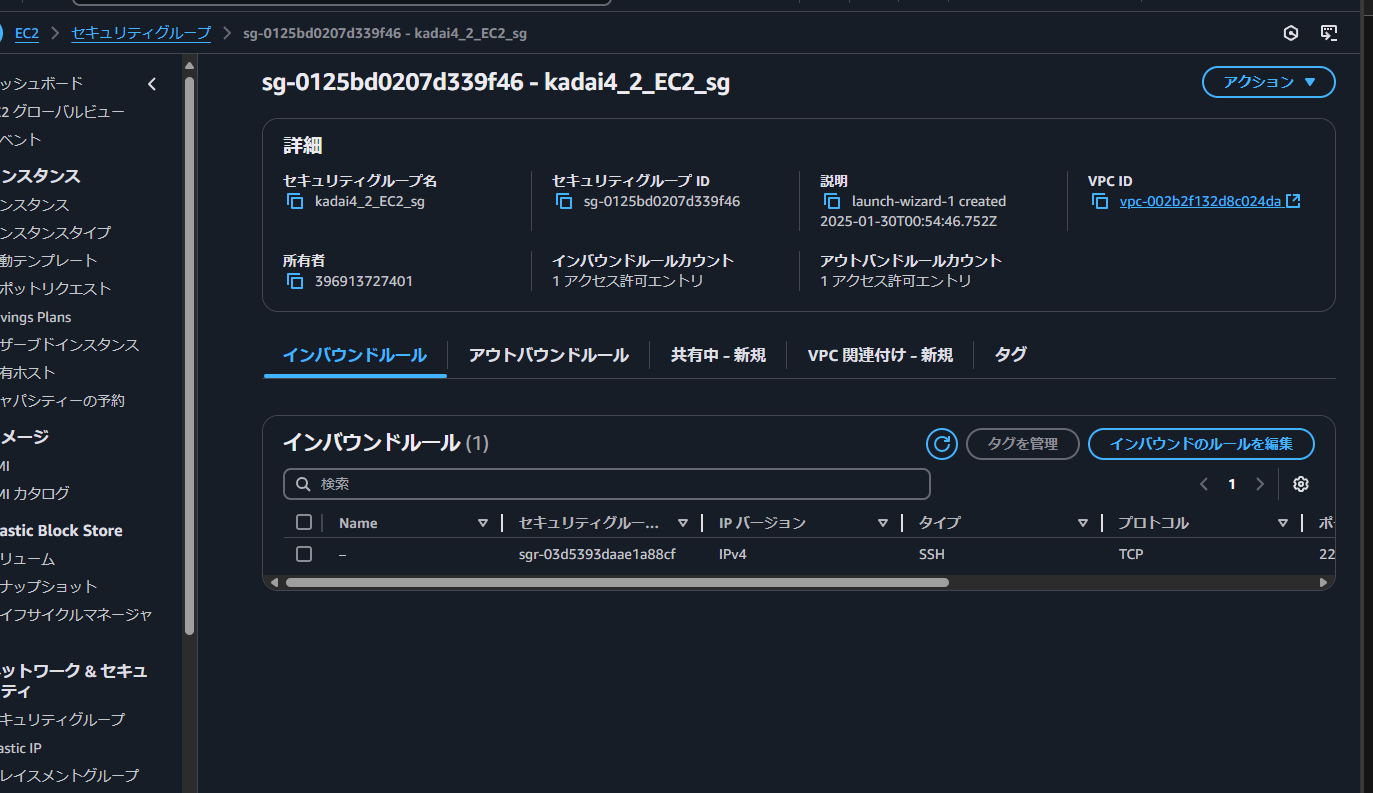 EC2 > セキュリティグループ > sg-0125bd0207d339f46 - kadai4_2_EC2_sg
sg-0125bd0207d339f46 - kadai4_2_EC2_sg
アクション
ッシュボード
C2 グローバルビュー
ベント
ンスタンス
ンスタンス
ンスタンスタイプ
動テンプレート
ポットリクエスト
vings Plans
ザーブドインスタンス
有ホスト
ャパシティーの予約
メージ
MI
MI カタログ
astic Block Store
リューム
ナップショット
イフサイクルマネージャ
ットワーク & セキュ
ティ
キュリティグループ
astic IP
レイスメントグループ
詳細
セキュリティグループ名
kadai4_2_EC2_sg
セキュリティグループ ID
sg-0125bd0207d339f46
説明
launch-wizard-1 created
2025-01-30T00:54:46.752Z
VPC ID
vpc-002b2f132d8c024da
所有者
396913727401
インバウンドルールカウント
1 アクセス許可エントリ
アウトバンドルールカウント
1 アクセス許可エントリ
インバウンドルール
アウトバウンドルール
共有中 – 新規
VPC 関連付け – 新規
タグ
インバウンドルール (1)
タグを管理
インバウンドのルールを編集
検索
1
Name セキュリティグルー... IP バージョン タイプ プロトコル ポ
– sgr-03d5393daae1a88cf IPv4 SSH TCP 22